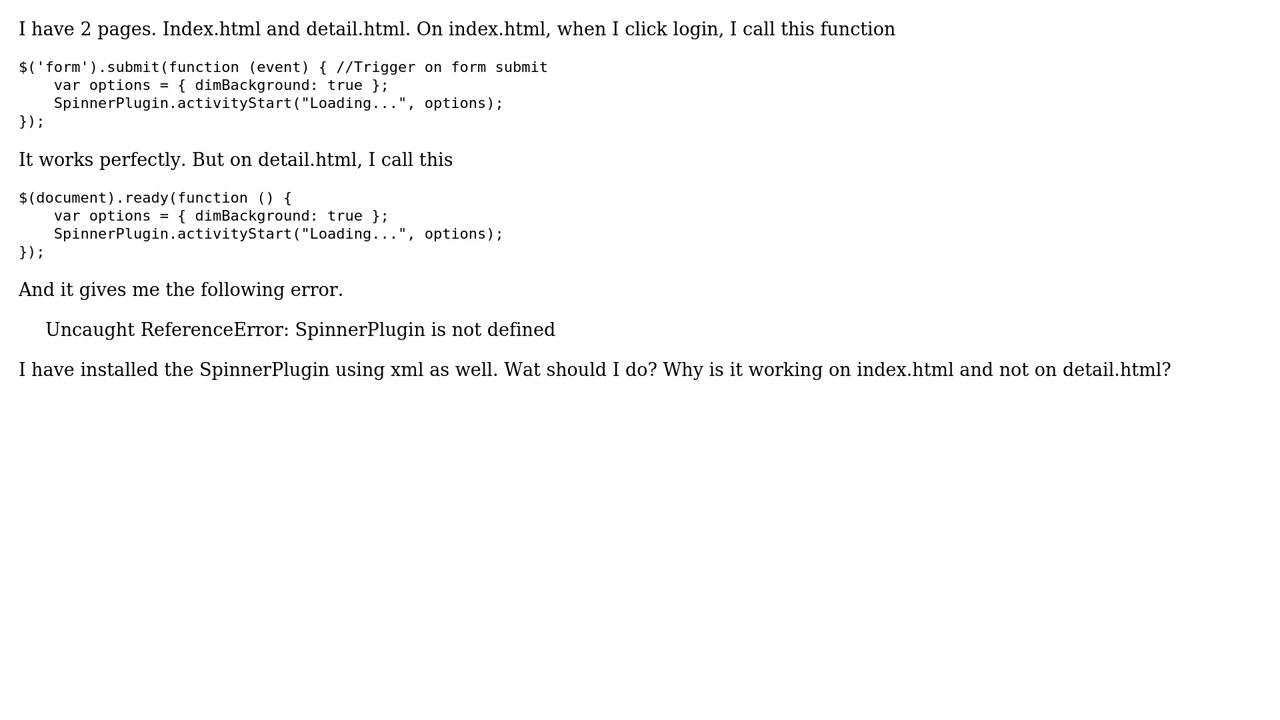 I have 2 pages. Index.html and detail.html. On index.html, when I click login, I call this function
$('form').submit(function (event) { //Trigger on form submit
    var options = { dimBackground: true };
    SpinnerPlugin.activityStart("Loading...", options);
});
It works perfectly. But on detail.html, I call this
$(document).ready(function () {
    var options = { dimBackground: true };
    SpinnerPlugin.activityStart("Loading...", options);
});
And it gives me the following error.
Uncaught ReferenceError: SpinnerPlugin is not defined
I have installed the SpinnerPlugin using xml as well. Wat should I do? Why is it working on index.html and not on detail.html?